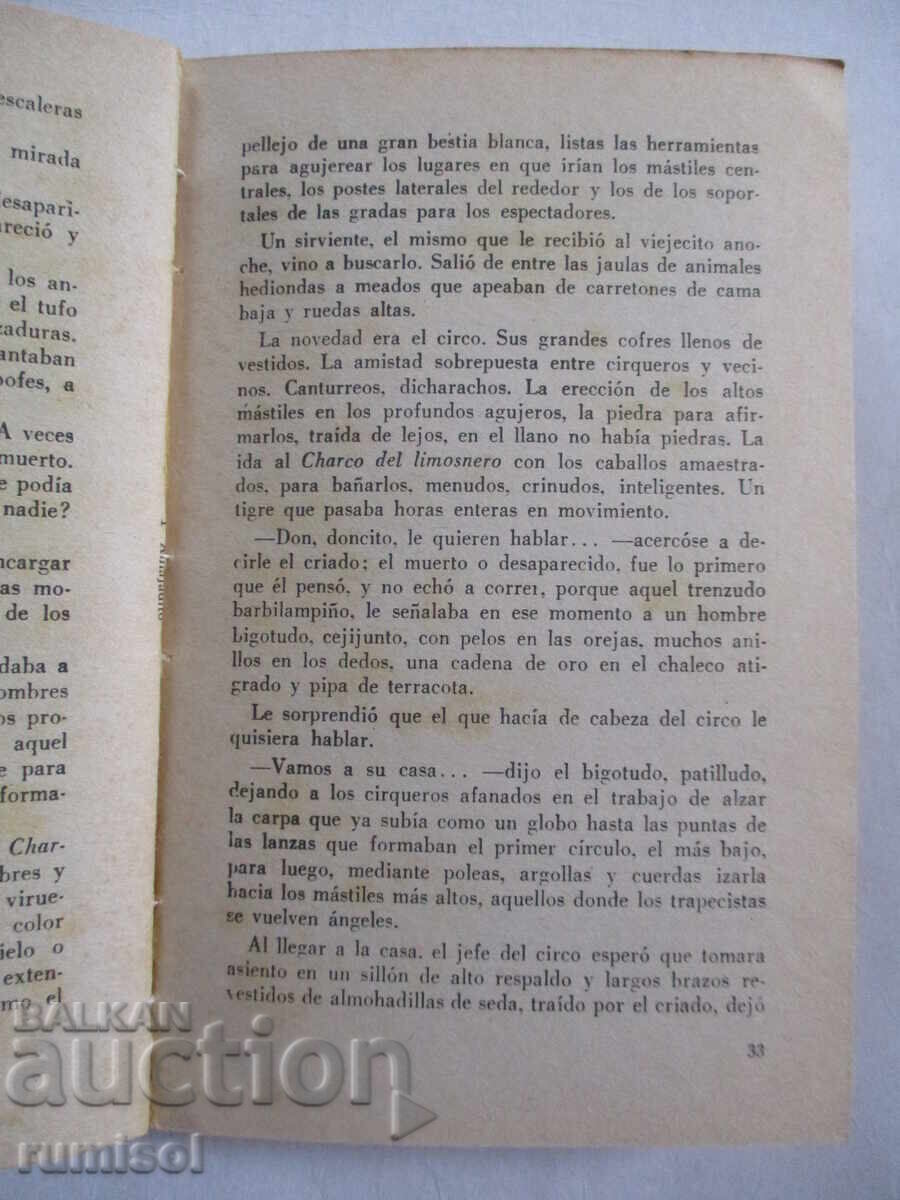 escaleras
mirada
desapari-
reció y
los an-
el tufo
zaduras.
antaban
bofes, a
A veces
muerto.
e podía
nadie?
ncargar
as mo-
de los
daba a
hombres
os pro-
aquel
e para
forma-
Char-
bres y
virue-
color
ielo o
exten-
mo el
pellejo de una gran bestia blanca, listas las herramientas
para agujerear los lugares en que irían los mástiles cen-
trales, los postes laterales del rededor y los de los sopor-
tales de las gradas para los espectadores.
Un sirviente, el mismo que le recibió al viejecito ano-
che, vino a buscarlo. Salió de entre las jaulas de animales
hediondas a meados que apeaban de carretones de cama
baja y ruedas altas.
La novedad era el circo. Sus grandes cofres llenos de
vestidos. La amistad sobrepuesta entre cirqueros y veci-
nos. Canturreos, dicharachos. La erección de los altos
mástiles en los profundos agujeros, la piedra para afir-
marlos, traída de lejos, en el llano no había piedras. La
ida al Charco del limosnero con los caballos amaestra-
dos, para bañarlos, menudos, crinudos, inteligentes. Un
tigre que pasaba horas enteras en movimiento.
—Don, doncito, le quieren hablar... —acercóse a de-
cirle el criado; el muerto o desaparecido, fue lo primero
que él pensó, y no echó a correr, porque aquel trenzudo
barbilampiño, le señalaba en ese momento a un hombre
bigotudo, cejijunto, con pelos en las orejas, muchos ani-
llos en los dedos, una cadena de oro en el chaleco ati-
grado y pipa de terracota.
Le sorprendió que el que hacía de cabeza del circo le
quisiera hablar.
—Vamos a su casa... —dijo el bigotudo, patilludo,
dejando a los cirqueros afanados en el trabajo de alzar
la carpa que ya subía como un globo hasta las puntas de
las lanzas que formaban el primer círculo, el más bajo,
para luego, mediante poleas, argollas y cuerdas izarla
hacia los mástiles más altos, aquellos donde los trapecistas
se vuelven ángeles.
Al llegar a la casa, el jefe del circo esperó que tomara
asiento en un sillón de alto respaldo y largos brazos re-
vestidos de almohadillas de seda, traído por el criado, dejó
33
BALKAN
auction
rumisol